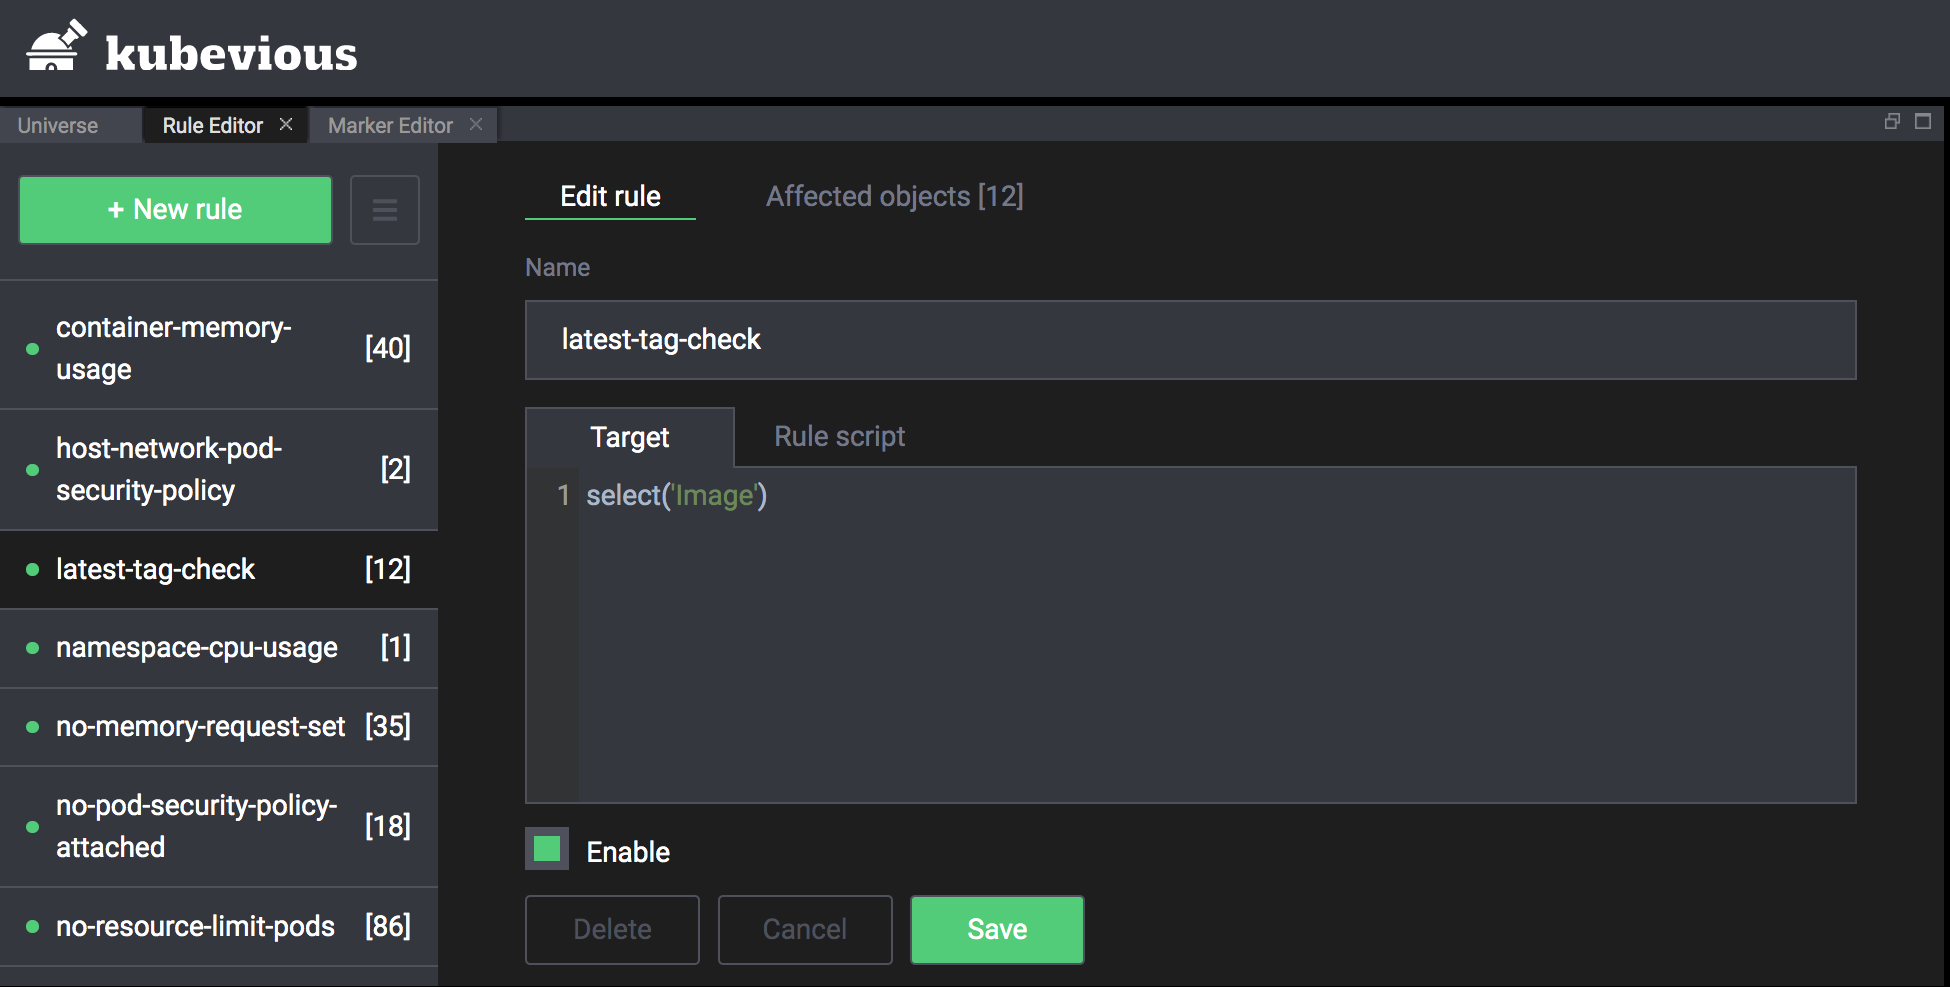 kubevious
Universe
Rule Editor
Marker Editor
+ New rule
container-memory-
usage
[40]
host-network-pod-
security-policy
[2]
latest-tag-check
[12]
namespace-cpu-usage
[1]
no-memory-request-set
[35]
no-pod-security-policy-
attached
[18]
no-resource-limit-pods
[86]
Edit rule
Affected objects [12]
Name
latest-tag-check
Target
Rule script
1 select('Image')
Enable
Delete
Cancel
Save